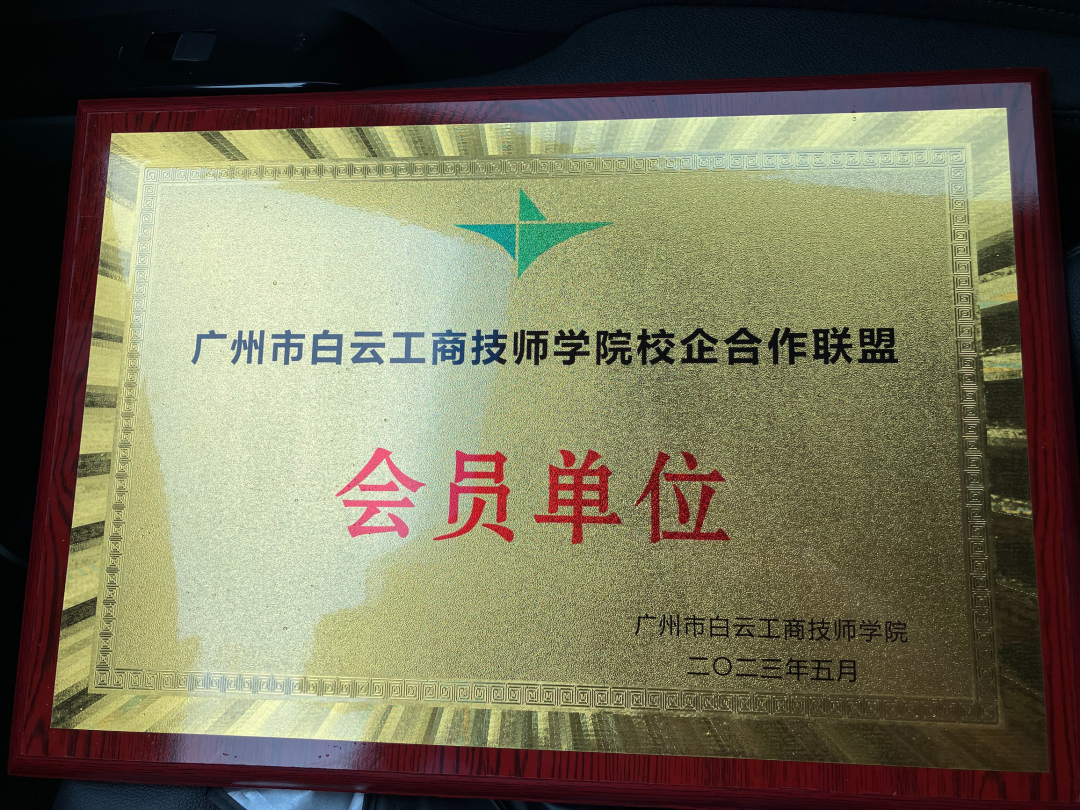 广州市白云工商技师学院校企合作联盟
会员单位
广州市白云工商技师学院
二〇二三年五月